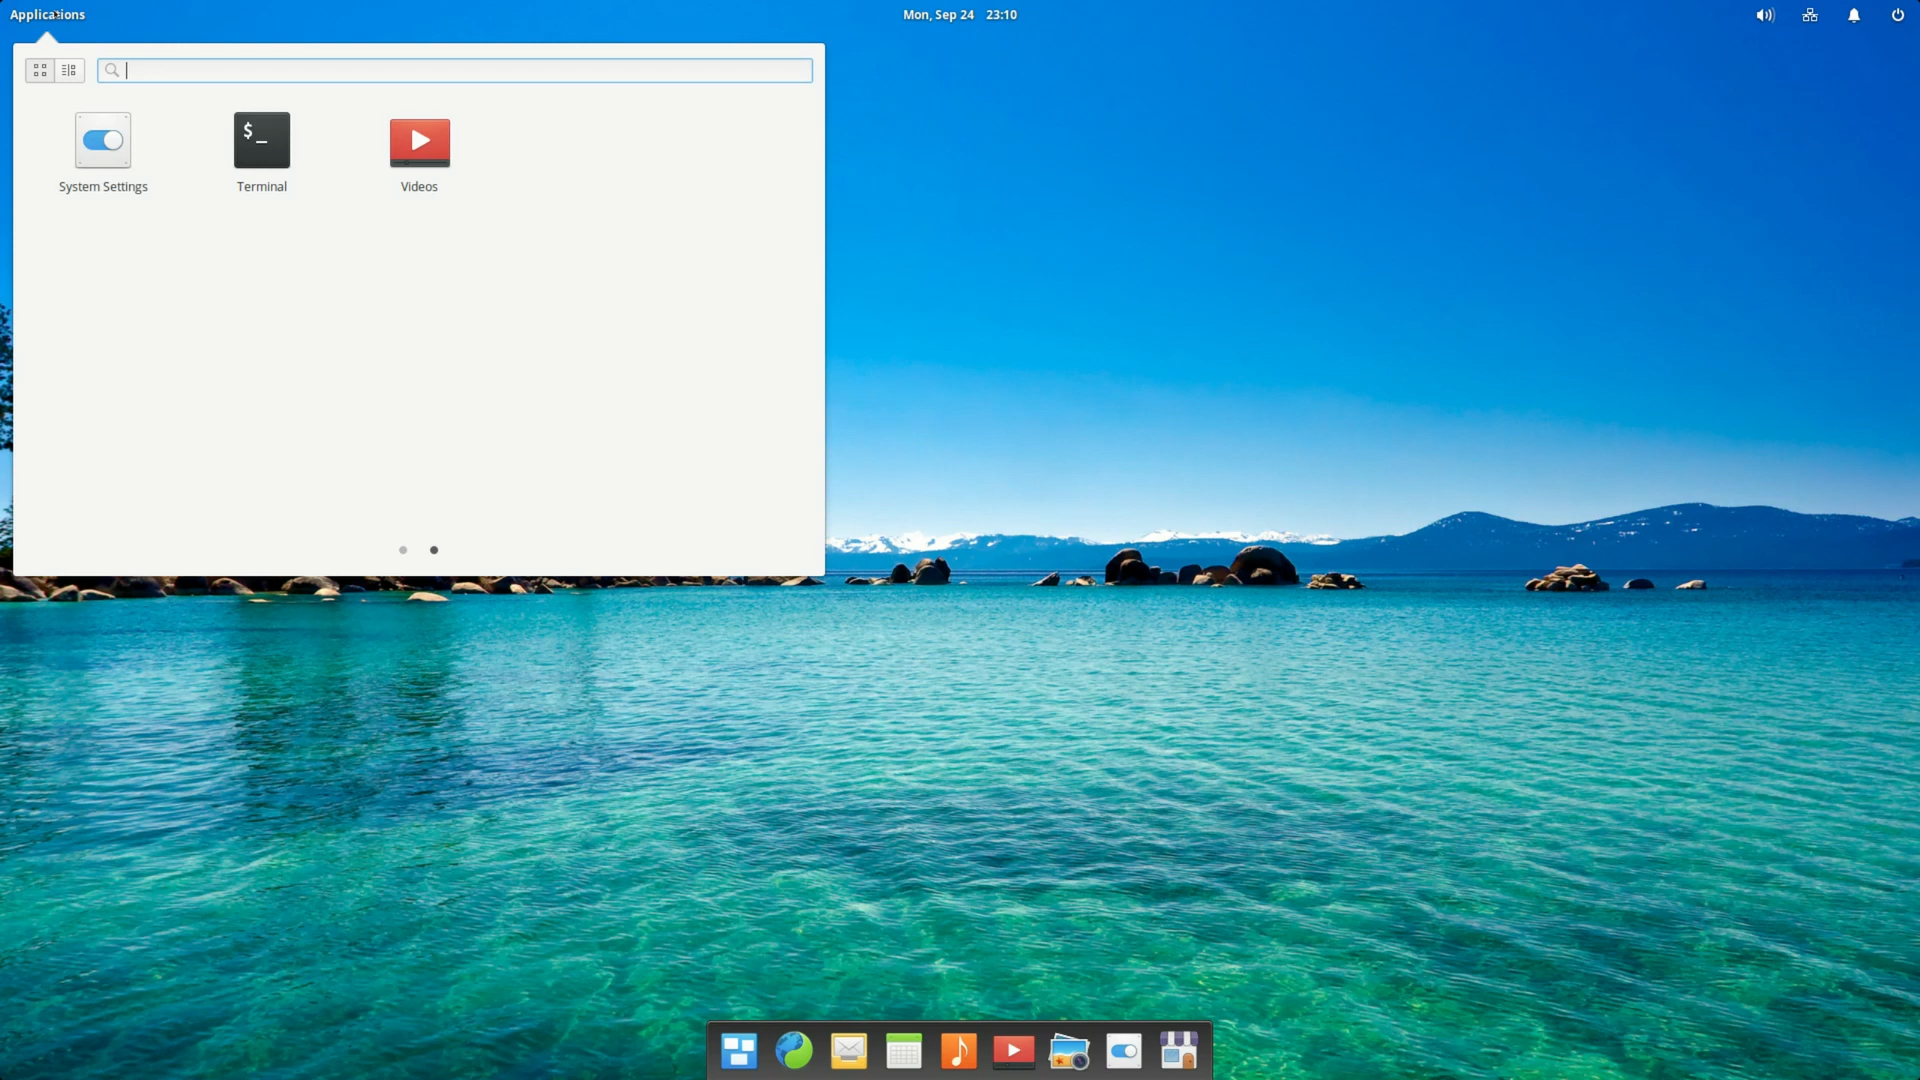 Applications
Mon, Sep 24 23:10
System Settings
$_
Terminal
Videos